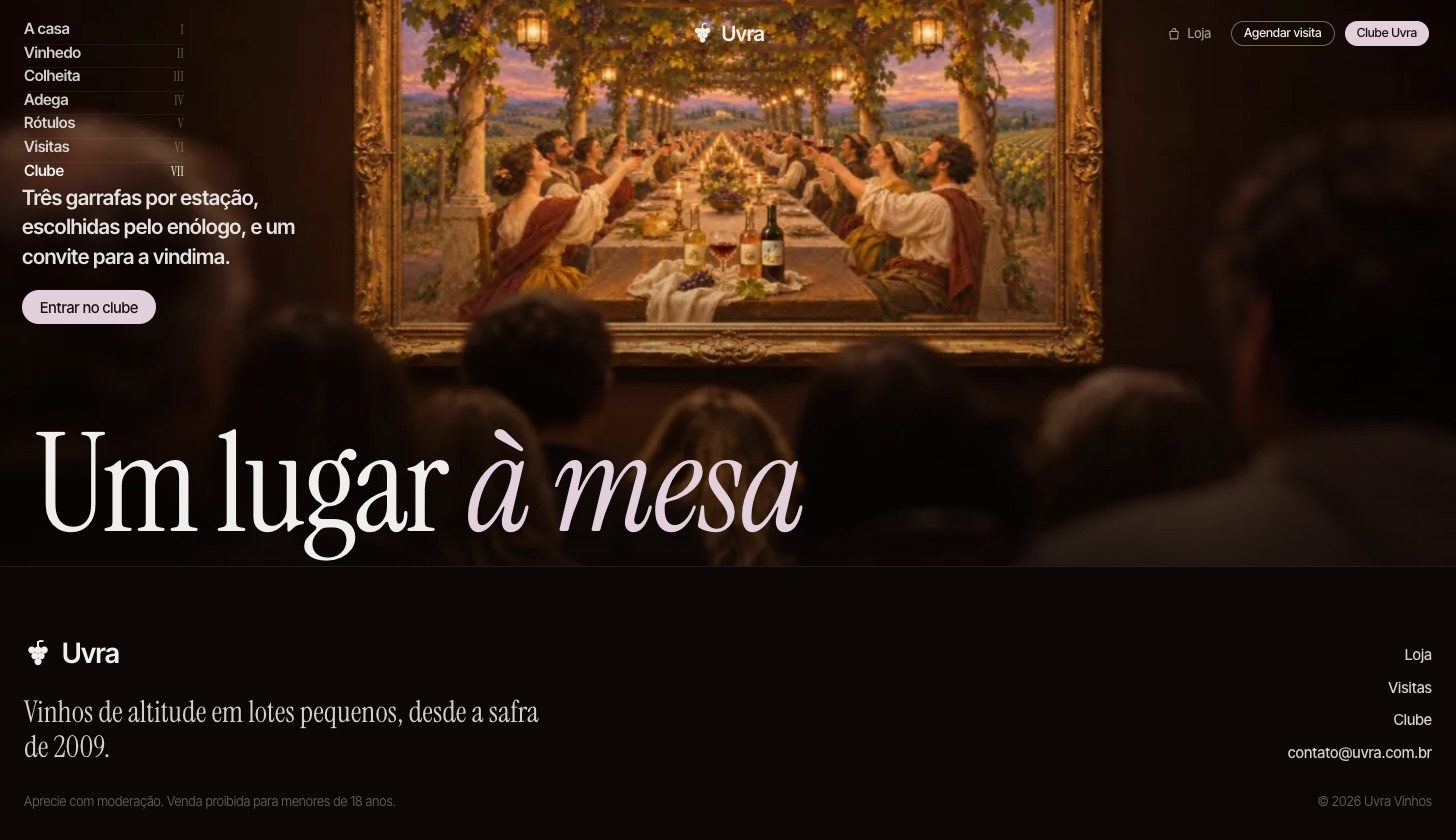 A casa I
Vinhedo II
Colheita III
Adega IV
Rótulos V
Visitas VI
Clube VII
Uvra
Loja
Agendar visita
Clube Uvra
Três garrafas por estação,
escolhidas pelo enólogo, e um
convite para a vindima.
Entrar no clube
Um lugar à mesa
Uvra
Vinhos de altitude em lotes pequenos, desde a safra
de 2009.
Loja
Visitas
Clube
contato@uvra.com.br
Aprecie com moderação. Venda proibida para menores de 18 anos.
© 2026 Uvra Vinhos